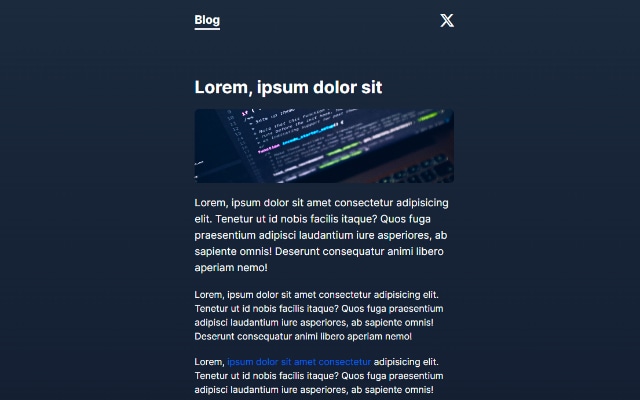 Blog
Lorem, ipsum dolor sit
Lorem, ipsum dolor sit amet consectetur adipisicing
elit. Tenetur ut id nobis facilis itaque? Quos fuga
praesentium adipisci laudantium iure asperiores, ab
sapiente omnis! Deserunt consequatur animi libero
aperiam nemo!
Lorem, ipsum dolor sit amet consectetur adipisicing elit.
Tenetur ut id nobis facilis itaque? Quos fuga praesentium
adipisci laudantium iure asperiores, ab sapiente omnis!
Deserunt consequatur animi libero aperiam nemo!
Lorem, ipsum dolor sit amet consectetur adipisicing elit.
Tenetur ut id nobis facilis itaque? Quos fuga praesentium
adipisci laudantium iure asperiores, ab sapiente omnis!